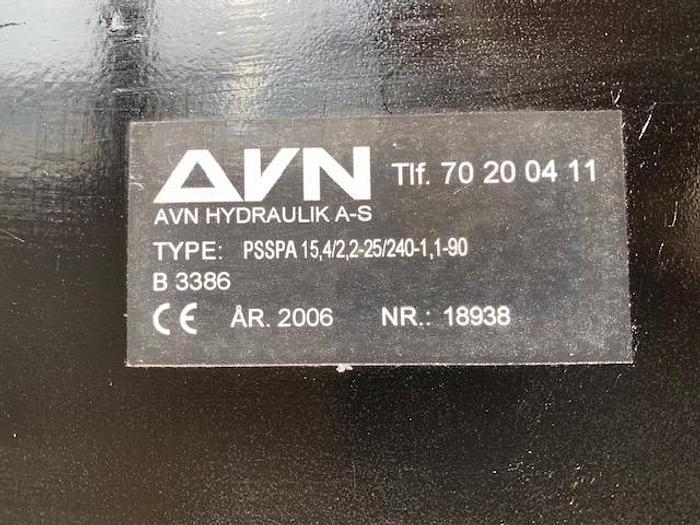 AVN Tlf. 70 20 04 11
AVN HYDRAULIK A-S
TYPE: PSSPA 15,4/2,2-25/240-1,1-90
B 3386
CE ÅR. 2006 NR.: 18938